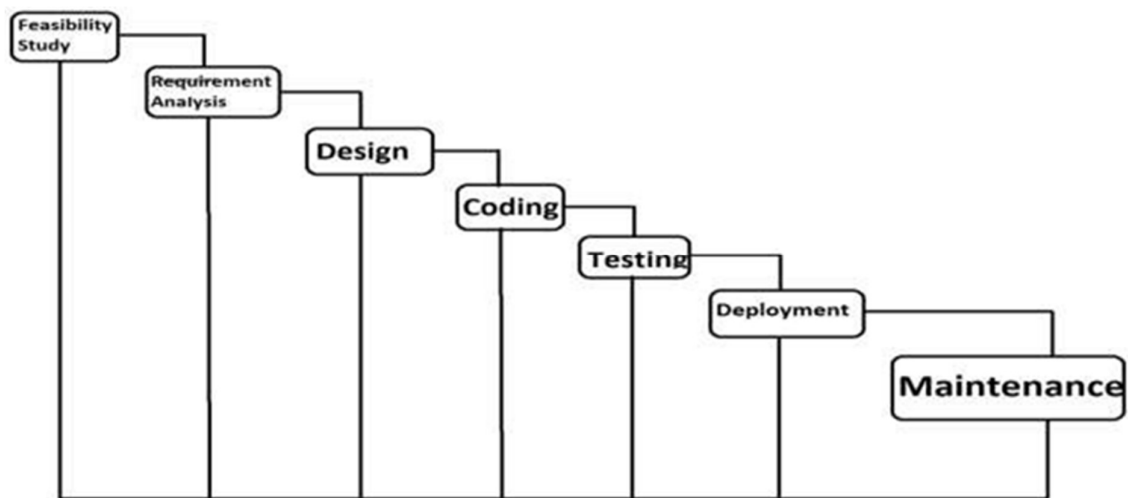 Feasibility
Study
Requirement
Analysis
Design
Coding
Testing
Deployment
Maintenance